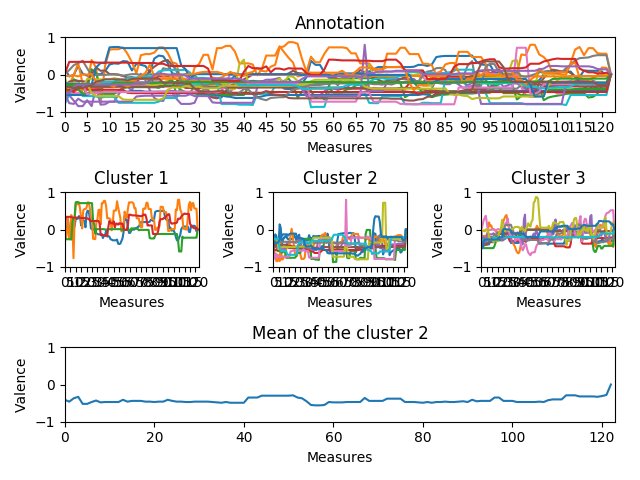 Annotation
1
0
−1
Valence
0 5 10 15 20 25 30 35 40 45 50 55 60 65 70 75 80 85 90 95 100 105 110 115 120
Measures
Cluster 1 Cluster 2 Cluster 3
1 1 1
0 0 0
−1 −1 −1
Valence Valence Valence
Measures Measures Measures
Mean of the cluster 2
1
0
−1
Valence
0 20 40 60 80 100 120
Measures